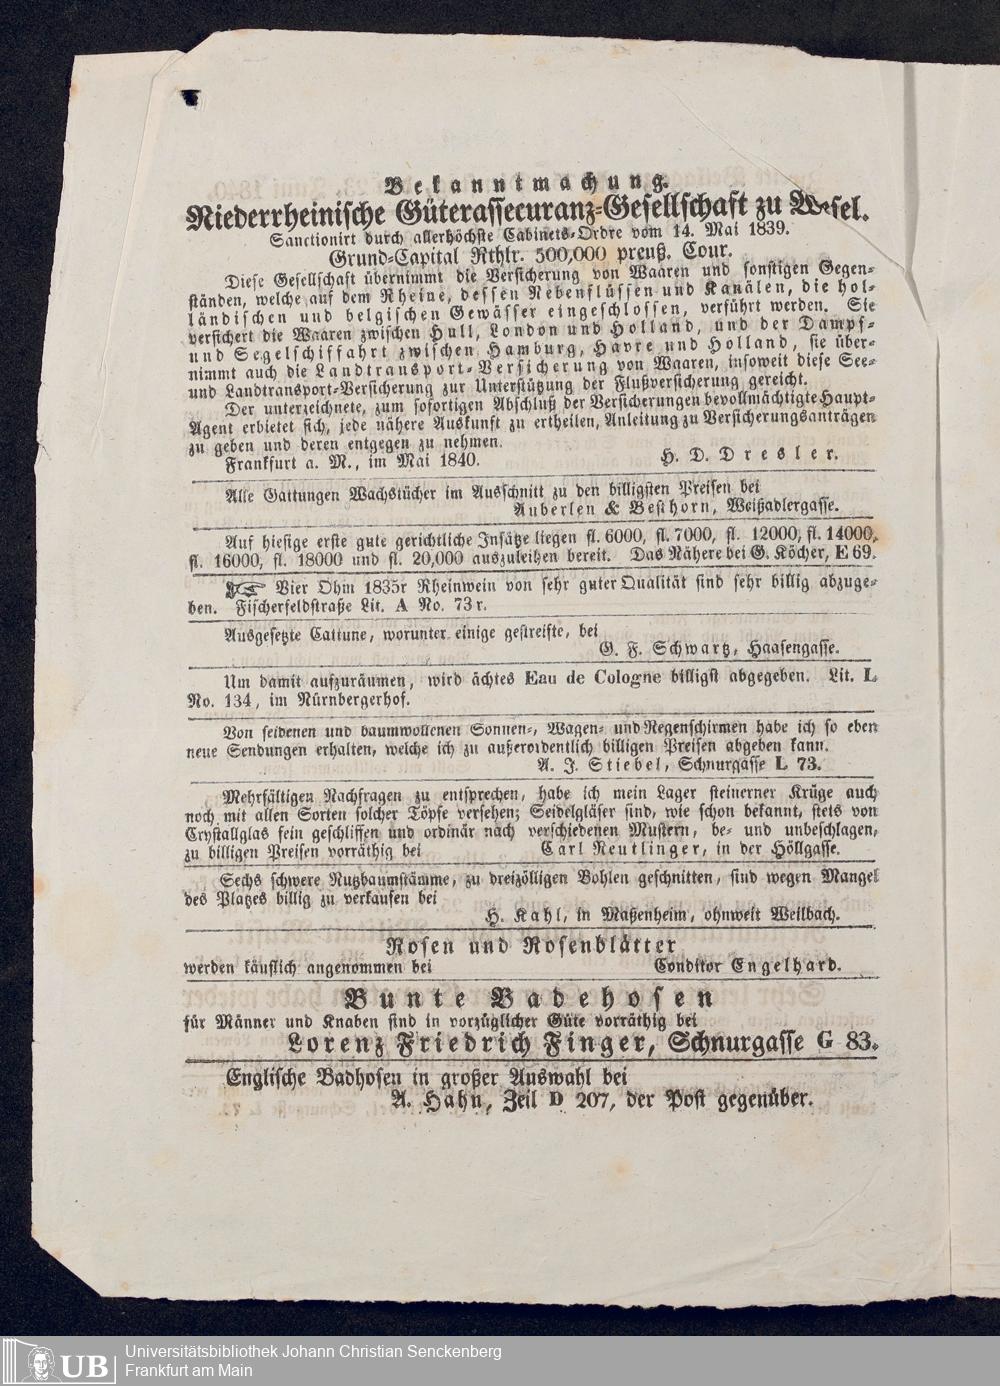 Bekanntmachung.
Niederrheinische Güterassecuranz-Gesellschaft zu Wesel.
Sanctionirt durch allerhöchste Cabinets-Ordre vom 14. Mai 1839.
Grund-Capital Rthlr. 500,000 preuß. Cour.
Diese Gesellschaft übernimmt die Versicherung von Waaren und sonstigen Gegen-
ständen, welche auf dem Rheine, dessen Nebenflüssen und Kanälen, die hol-
ländischen und belgischen Gewässer eingeschlossen, verführt werden. Sie
versichert die Waaren zwischen Hull, London und Holland, und der Dampf-
und Segelschiffahrt zwischen Hamburg, Havre und Holland, sie über-
nimmt auch die Landtransport-Versicherung von Waaren, insoweit diese See-
und Landtransport-Versicherung zur Unterstützung der Flußversicherung gereicht.
Der unterzeichnete, zum sofortigen Abschluß der Versicherungen bevollmächtigte Haupt-
Agent erbietet sich, jede nähere Auskunft zu ertheilen, Anleitung zu Versicherungsanträgen
zu geben und deren entgegen zu nehmen.
Frankfurt a. M., im Mai 1840. H. D. Dresler.
Alle Gattungen Wachstücher im Ausschnitt zu den billigsten Preisen bei
Auberlen & Besthorn, Weißadlergasse.
Auf hiesige erste gute gerichtliche Insätze liegen fl. 6000, fl. 7000, fl. 12000, fl. 14000,
fl. 16000, fl. 18000 und fl. 20,000 auszuleihen bereit. Das Nähere bei G. Köcher, E 69.
☞ Vier Ohm 1835r Rheinwein von sehr guter Qualität sind sehr billig abzuge-
ben. Fischerfeldstraße Lit. A No. 73 r.
Ausgesetzte Cattune, worunter einige gestreifte, bei
G. F. Schwartz, Haasengasse.
Um damit aufzuräumen, wird ächtes Eau de Cologne billigst abgegeben. Lit. L
No. 134, im Nürnbergerhof.
Von seidenen und baumwollenen Sonnen-, Wagen- und Regenschirmen habe ich so eben
neue Sendungen erhalten, welche ich zu außerordentlich billigen Preisen abgeben kann.
A. J. Stiebel, Schnurgasse L 73.
Mehrfältigen Nachfragen zu entsprechen, habe ich mein Lager steinerner Krüge auch
noch mit allen Sorten solcher Töpfe versehen; Seidelgläser sind, wie schon bekannt, stets von
Crystallglas fein geschliffen und ordinär nach verschiedenen Mustern, be- und unbeschlagen,
zu billigen Preisen vorräthig bei Carl Reutlinger, in der Höllgasse.
Sechs schwere Nußbaumstämme, zu dreizölligen Bohlen geschnitten, sind wegen Mangel
des Platzes billig zu verkaufen bei
H. Kahl, in Maßenheim, ohnweit Weilbach.
Rosen und Rosenblätter
werden käuflich angenommen bei Conditor Engelhard.
Bunte Badehosen
für Männer und Knaben sind in vorzüglicher Güte vorräthig bei
Lorenz Friedrich Finger, Schnurgasse G 83.
Englische Badhosen in großer Auswahl bei
A. Hahn, Zeil D 207, der Post gegenüber.
UB Universitätsbibliothek Johann Christian Senckenberg
Frankfurt am Main